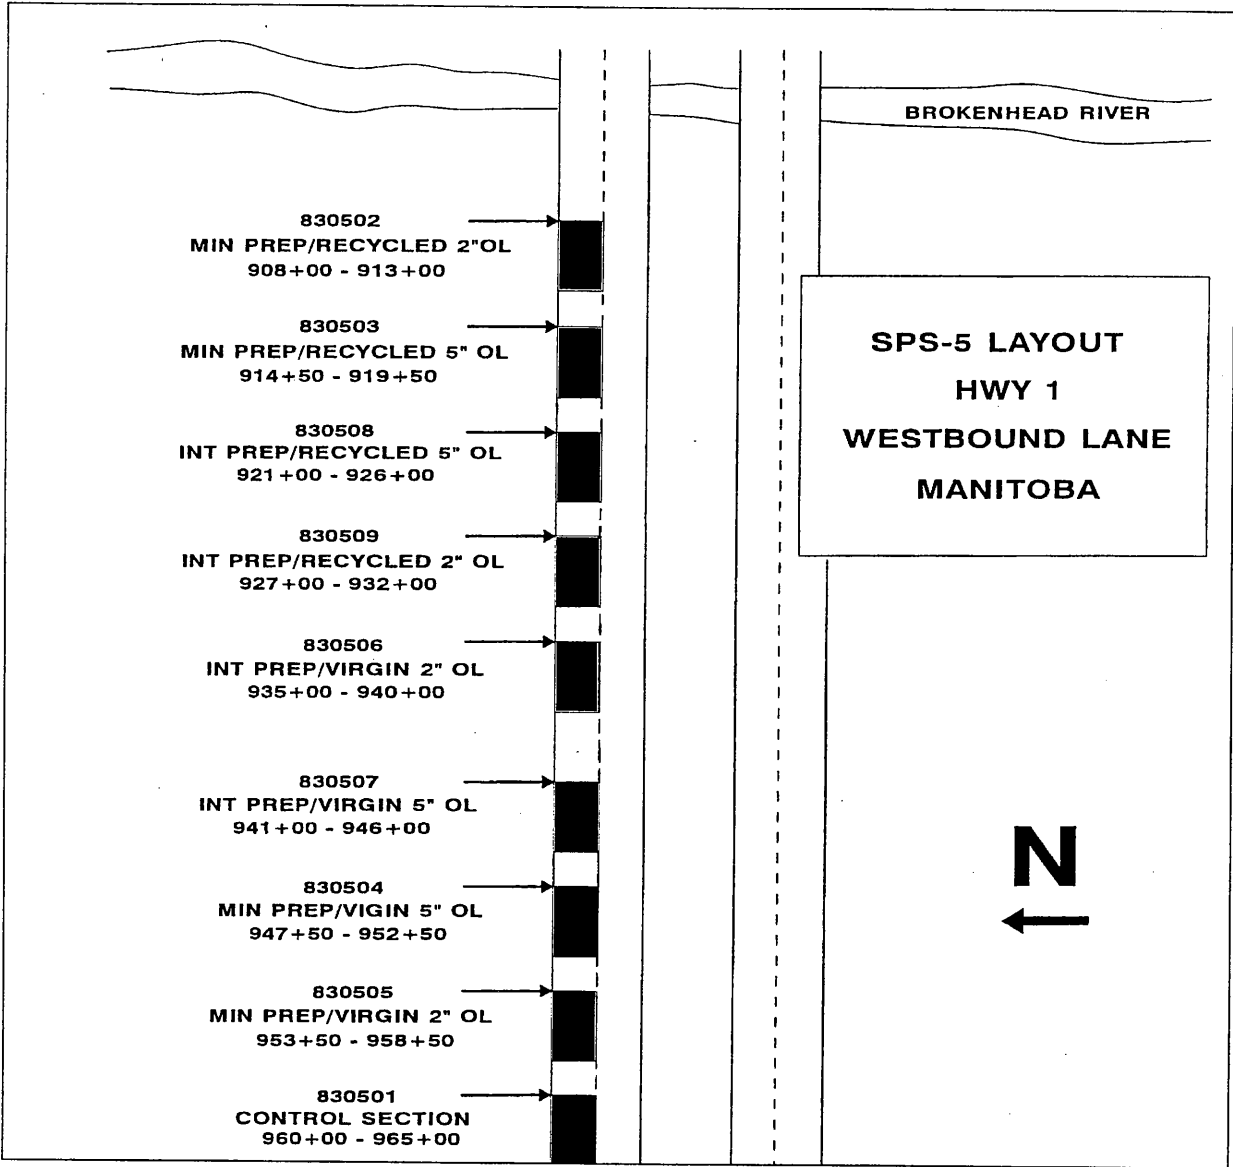 BROKENHEAD RIVER
830502
MIN PREP/RECYCLED 2"OL
908+00 - 913+00
830503
MIN PREP/RECYCLED 5" OL
914+50 - 919+50
830508
INT PREP/RECYCLED 5" OL
921+00 - 926+00
830509
INT PREP/RECYCLED 2" OL
927+00 - 932+00
830506
INT PREP/VIRGIN 2" OL
935+00 - 940+00
830507
INT PREP/VIRGIN 5" OL
941+00 - 946+00
830504
MIN PREP/VIGIN 5" OL
947+50 - 952+50
830505
MIN PREP/VIRGIN 2" OL
953+50 - 958+50
830501
CONTROL SECTION
960+00 - 965+00
SPS-5 LAYOUT
HWY 1
WESTBOUND LANE
MANITOBA
N